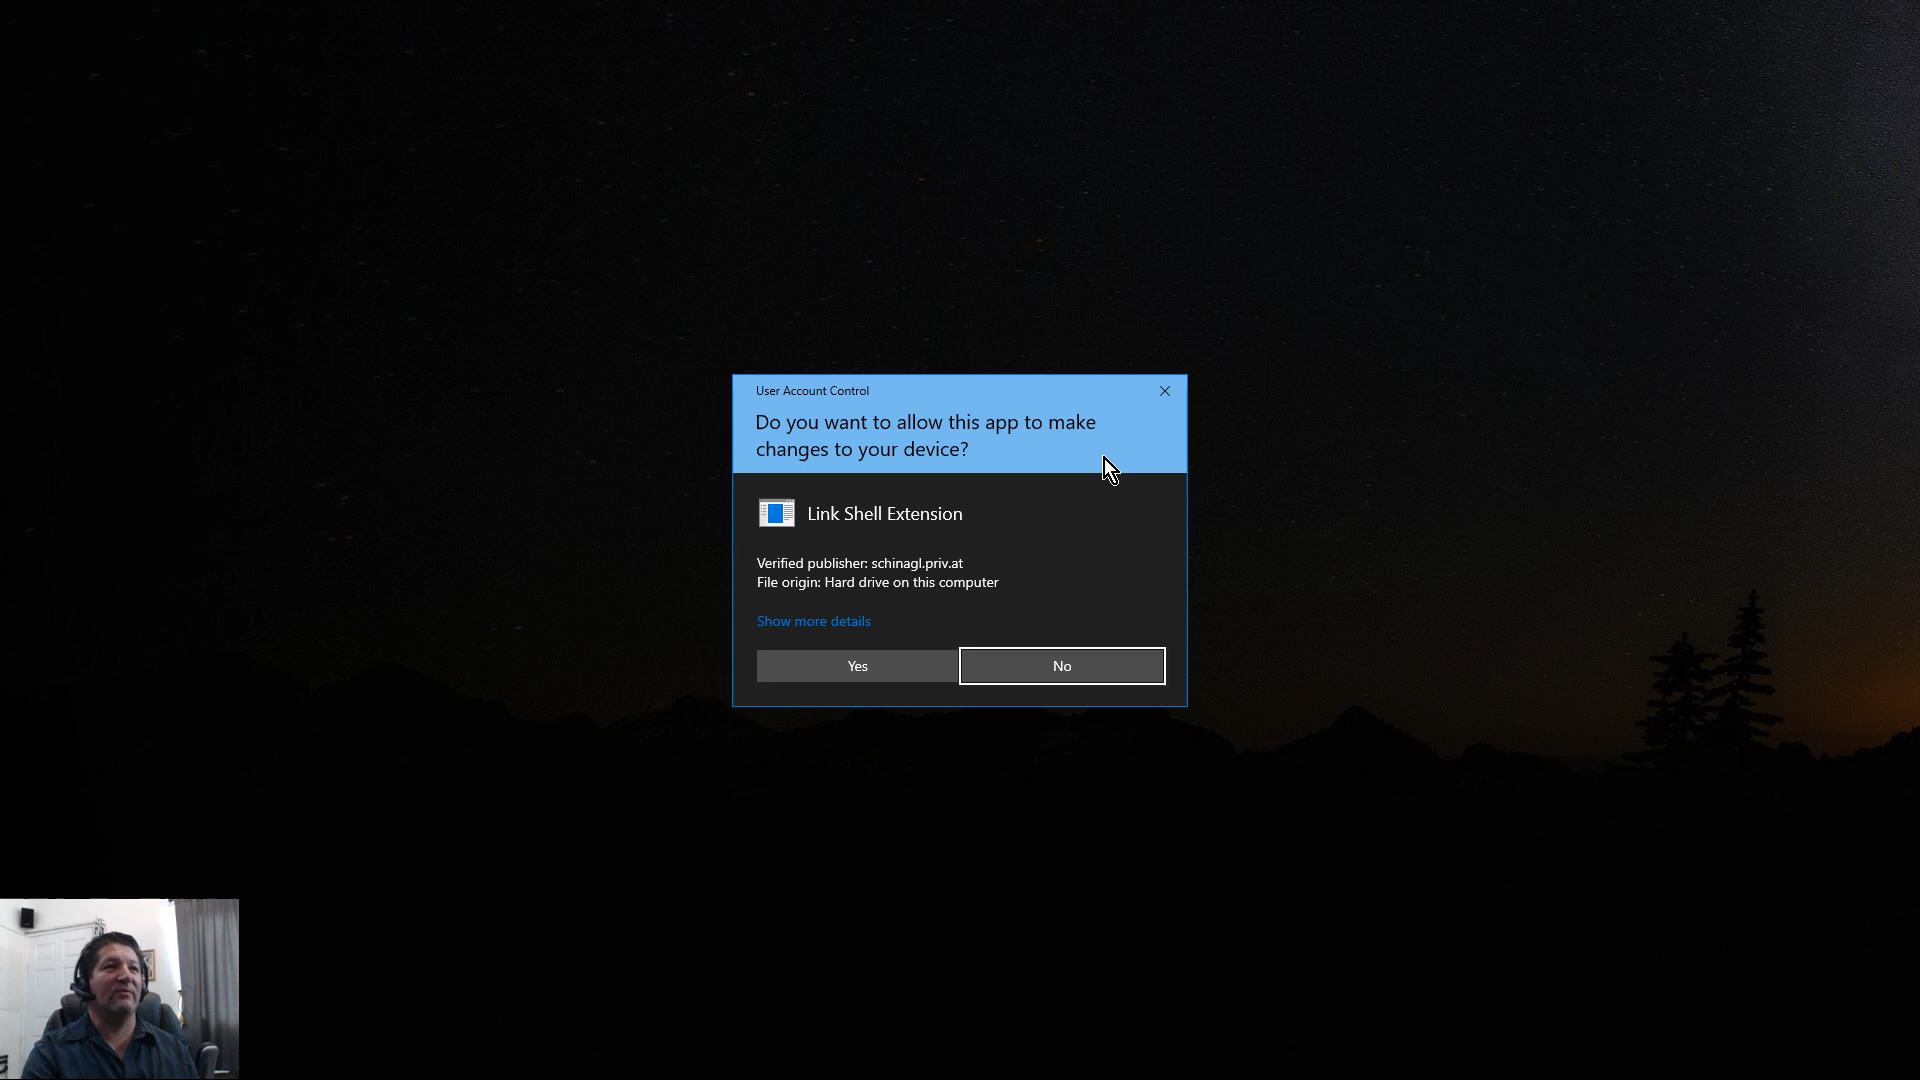 User Account Control
Do you want to allow this app to make
changes to your device?
Link Shell Extension
Verified publisher: schinagl.priv.at
File origin: Hard drive on this computer
Show more details
Yes
No